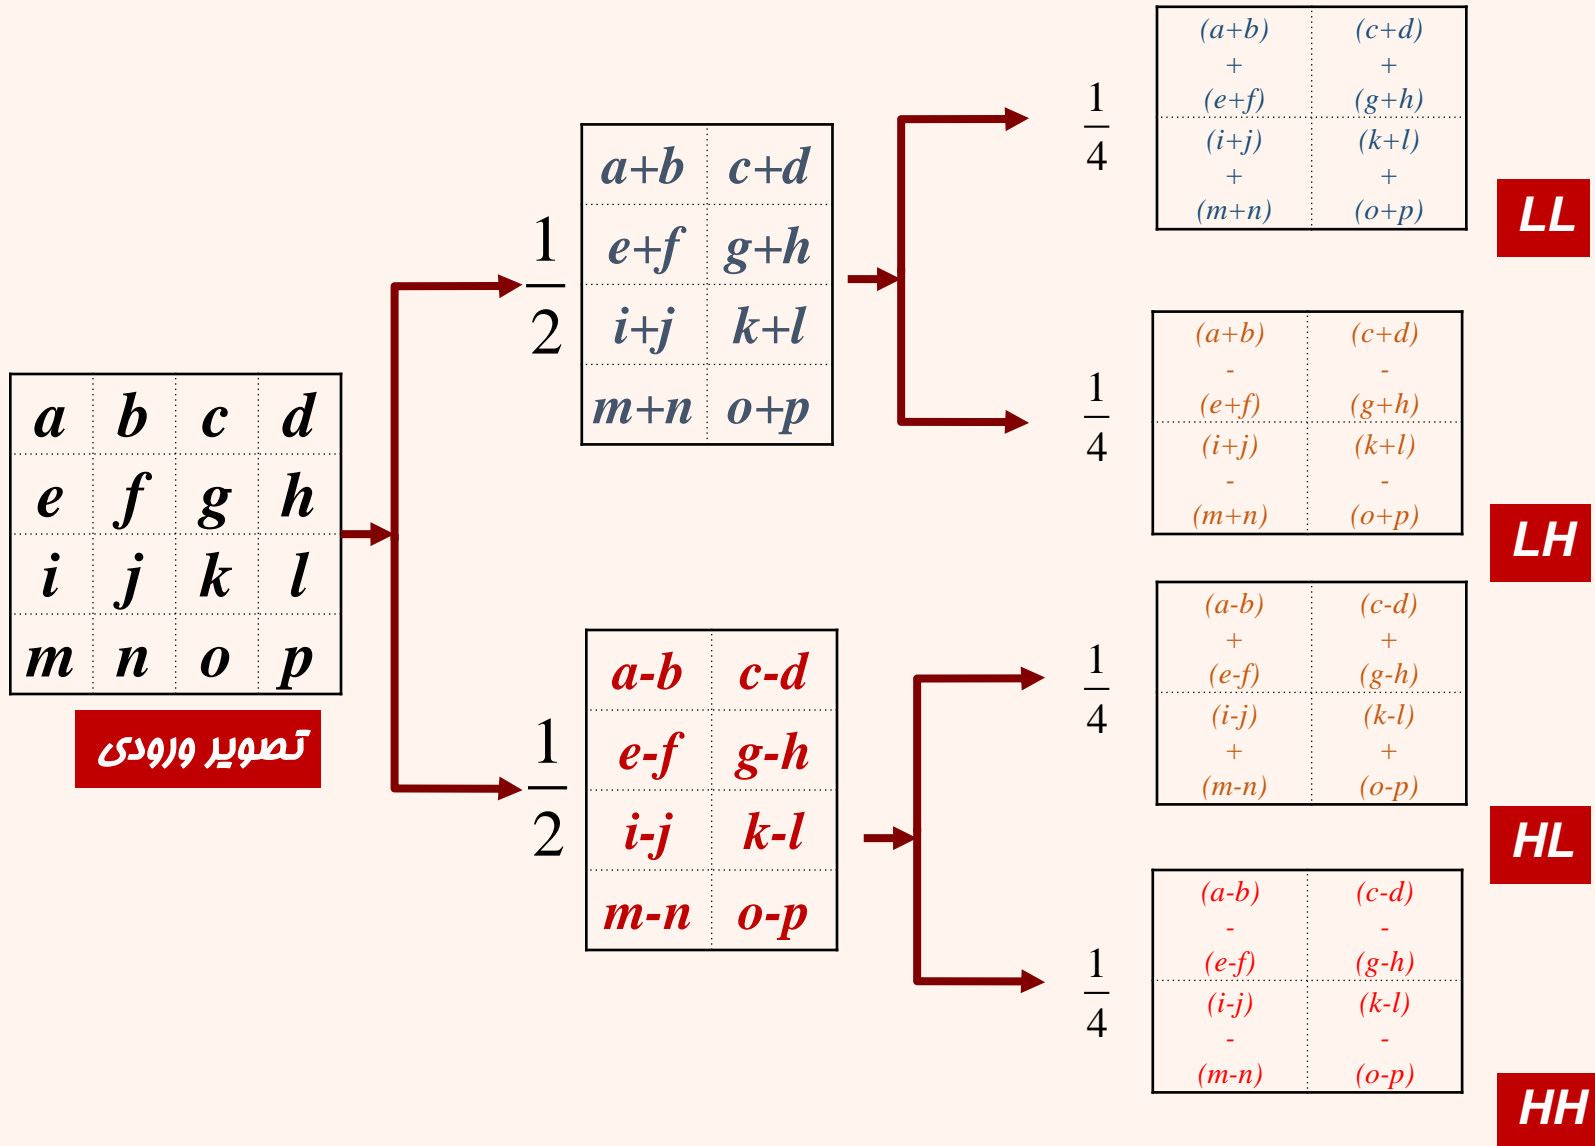 a b c d
e f g h
i j k l
m n o p
تصویر ورودی
1
2
a+b c+d
e+f g+h
i+j k+l
m+n o+p
1
2
a-b c-d
e-f g-h
i-j k-l
m-n o-p
1
4
(a+b) (c+d)
+ +
(e+f) (g+h)
(i+j) (k+l)
+ +
(m+n) (o+p)
LL
1
4
(a+b) (c+d)
- -
(e+f) (g+h)
(i+j) (k+l)
- -
(m+n) (o+p)
LH
1
4
(a-b) (c-d)
+ +
(e-f) (g-h)
(i-j) (k-l)
+ +
(m-n) (o-p)
HL
1
4
(a-b) (c-d)
- -
(e-f) (g-h)
(i-j) (k-l)
- -
(m-n) (o-p)
HH